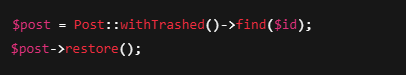 $post = Post::withTrashed()->find($id);
$post->restore();